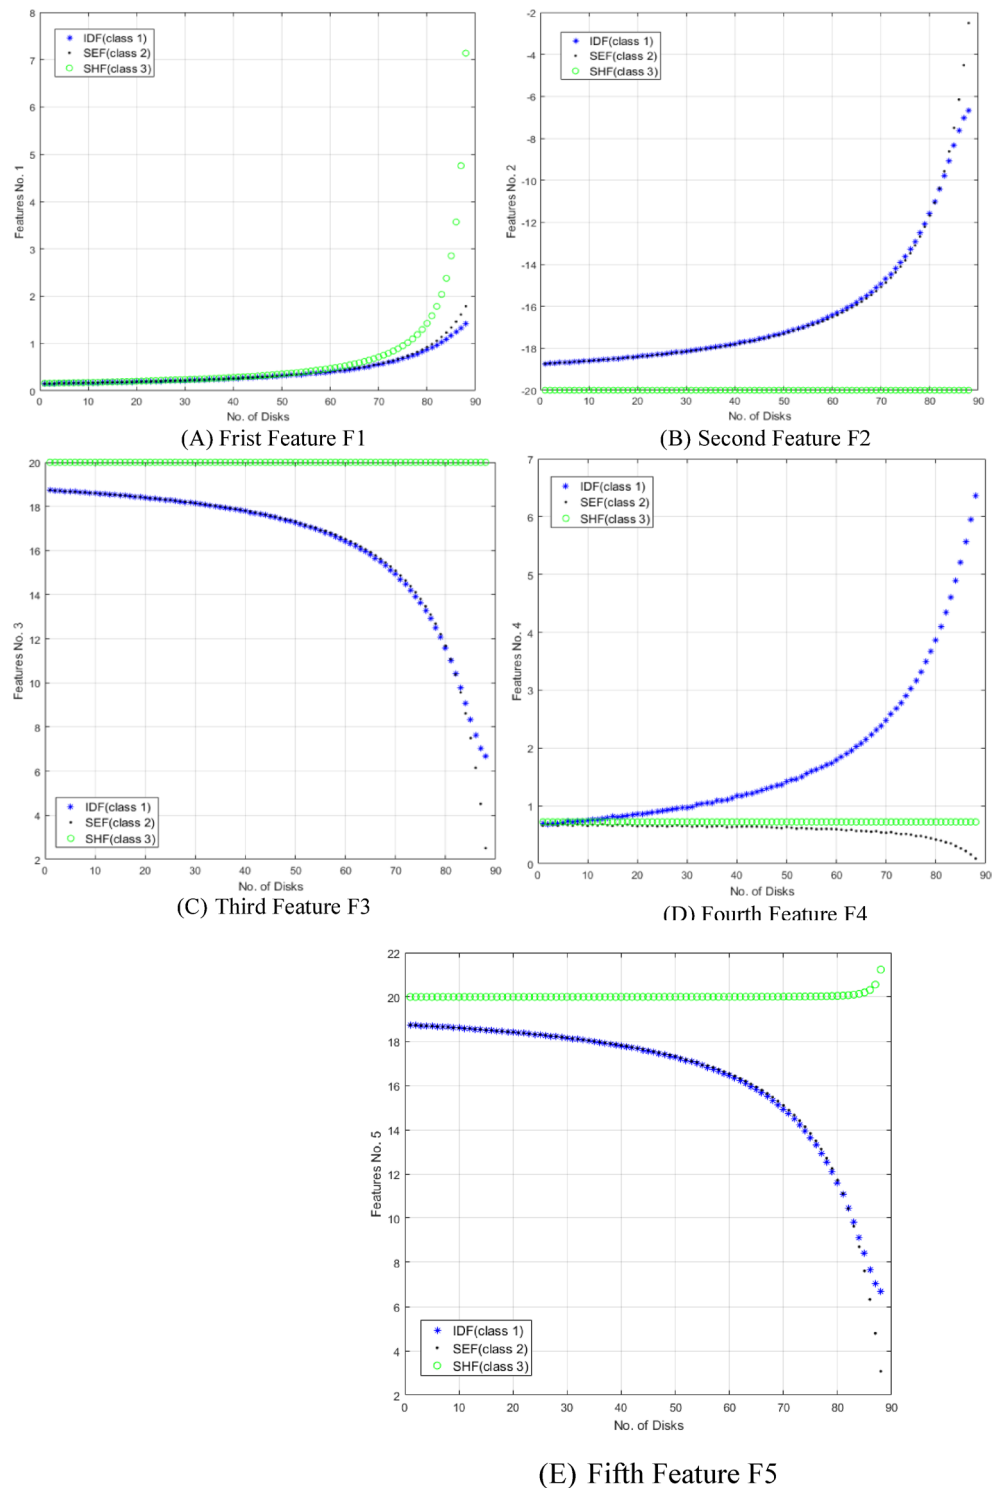 8
7
6
5
4
3
2
1
0
Features No. 1
IDF(class 1)
SEF(class 2)
SHF(class 3)
0 10 20 30 40 50 60 70 80 90
No. of Disks
(A) Frist Feature F1
-2
-4
-6
-8
-10
-12
-14
-16
-18
-20
Features No. 2
IDF(class 1)
SEF(class 2)
SHF(class 3)
0 10 20 30 40 50 60 70 80 90
No. of Disks
(B) Second Feature F2
20
18
16
14
12
10
8
6
4
2
Features No. 3
IDF(class 1)
SEF(class 2)
SHF(class 3)
0 10 20 30 40 50 60 70 80 90
No. of Disks
(C) Third Feature F3
7
6
5
4
3
2
1
0
Features No. 4
IDF(class 1)
SEF(class 2)
SHF(class 3)
0 10 20 30 40 50 60 70 80 90
No. of Disks
(D) Fourth Feature F4
22
20
18
16
14
12
10
8
6
4
2
Features No. 5
IDF(class 1)
SEF(class 2)
SHF(class 3)
0 10 20 30 40 50 60 70 80 90
No. of Disks
(E) Fifth Feature F5